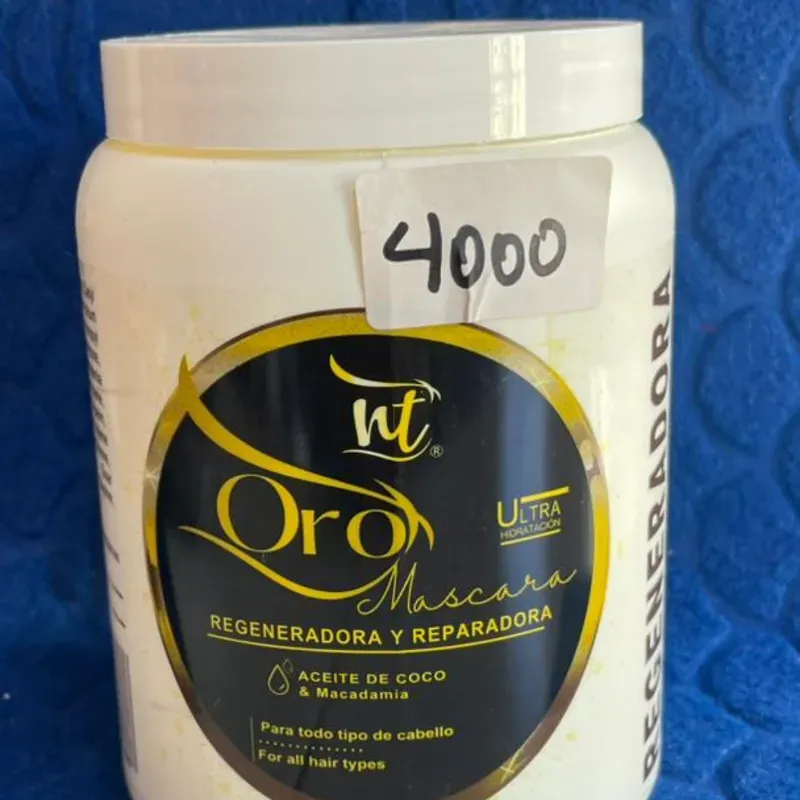 4000
nt®
Oro
ULTRA
HIDRATACIÓN
Mascara
REGENERADORA Y REPARADORA
ACEITE DE COCO
& Macadamia
Para todo tipo de cabello
For all hair types
REGENERADORA